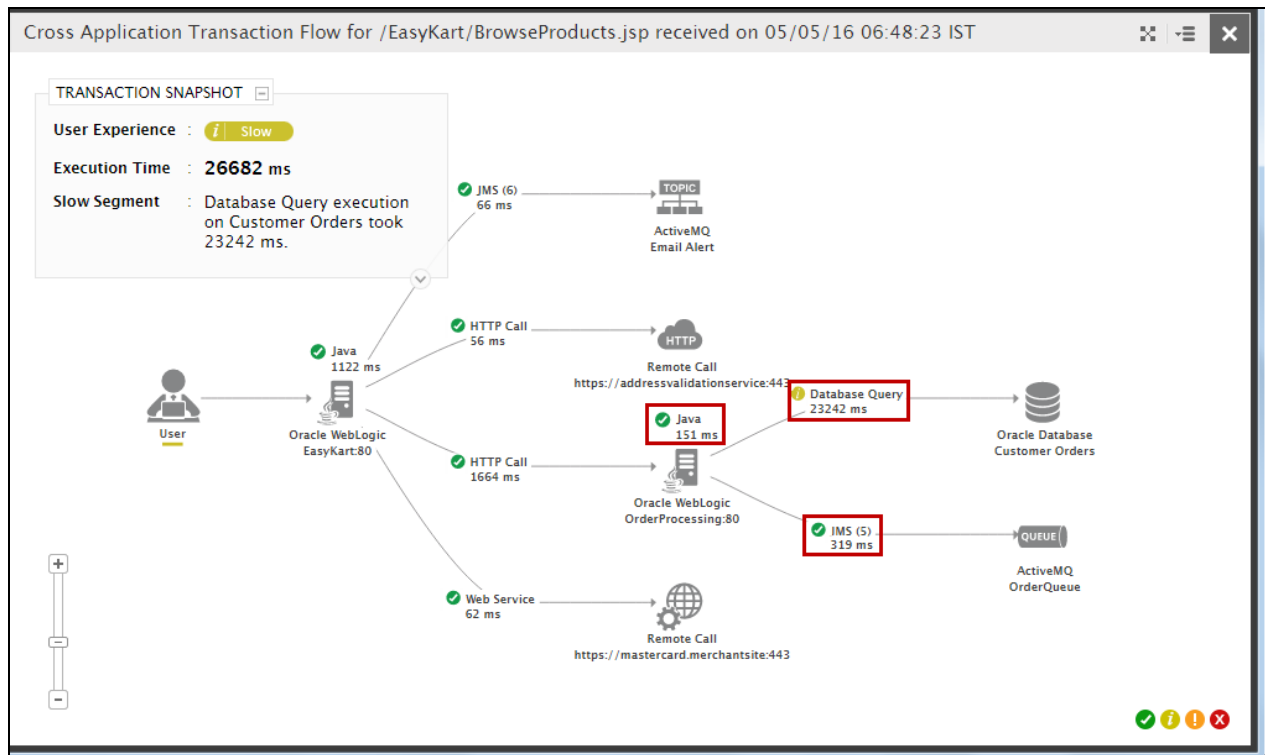 Cross Application Transaction Flow for /EasyKart/BrowseProducts.jsp received on 05/05/16 06:48:23 IST
TRANSACTION SNAPSHOT
User Experience : i Slow
Execution Time : 26682 ms
Slow Segment : Database Query execution
on Customer Orders took
23242 ms.
JMS (6)
66 ms
TOPIC
ActiveMQ
Email Alert
HTTP Call
56 ms
HTTP
Remote Call
https://addressvalidationservice:443
Java
1122 ms
User
Oracle WebLogic
EasyKart:80
Database Query
23242 ms
Java
151 ms
Oracle Database
Customer Orders
HTTP Call
1664 ms
Oracle WebLogic
OrderProcessing:80
JMS (5)
319 ms
QUEUE
ActiveMQ
OrderQueue
Web Service
62 ms
Remote Call
https://mastercard.merchantsite:443